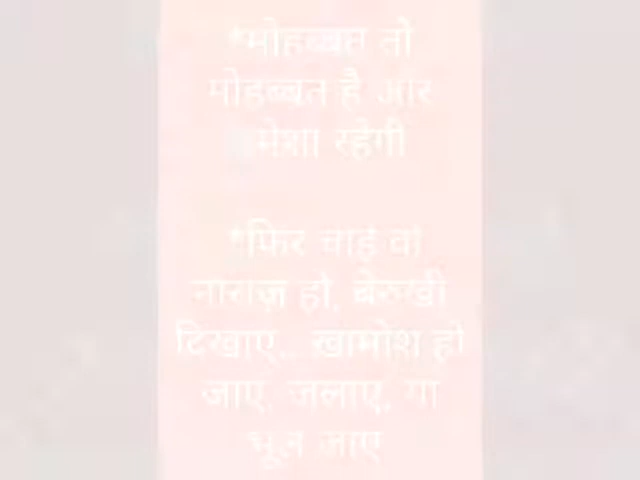 *मोहब्बत तो
मोहब्बत है और
हमेशा रहेगी
*फिर चाहे वो
नाराज़ हो, बेरुखी
दिखाए.. खामोश हो
जाए, जलाए, या
भूल जाए